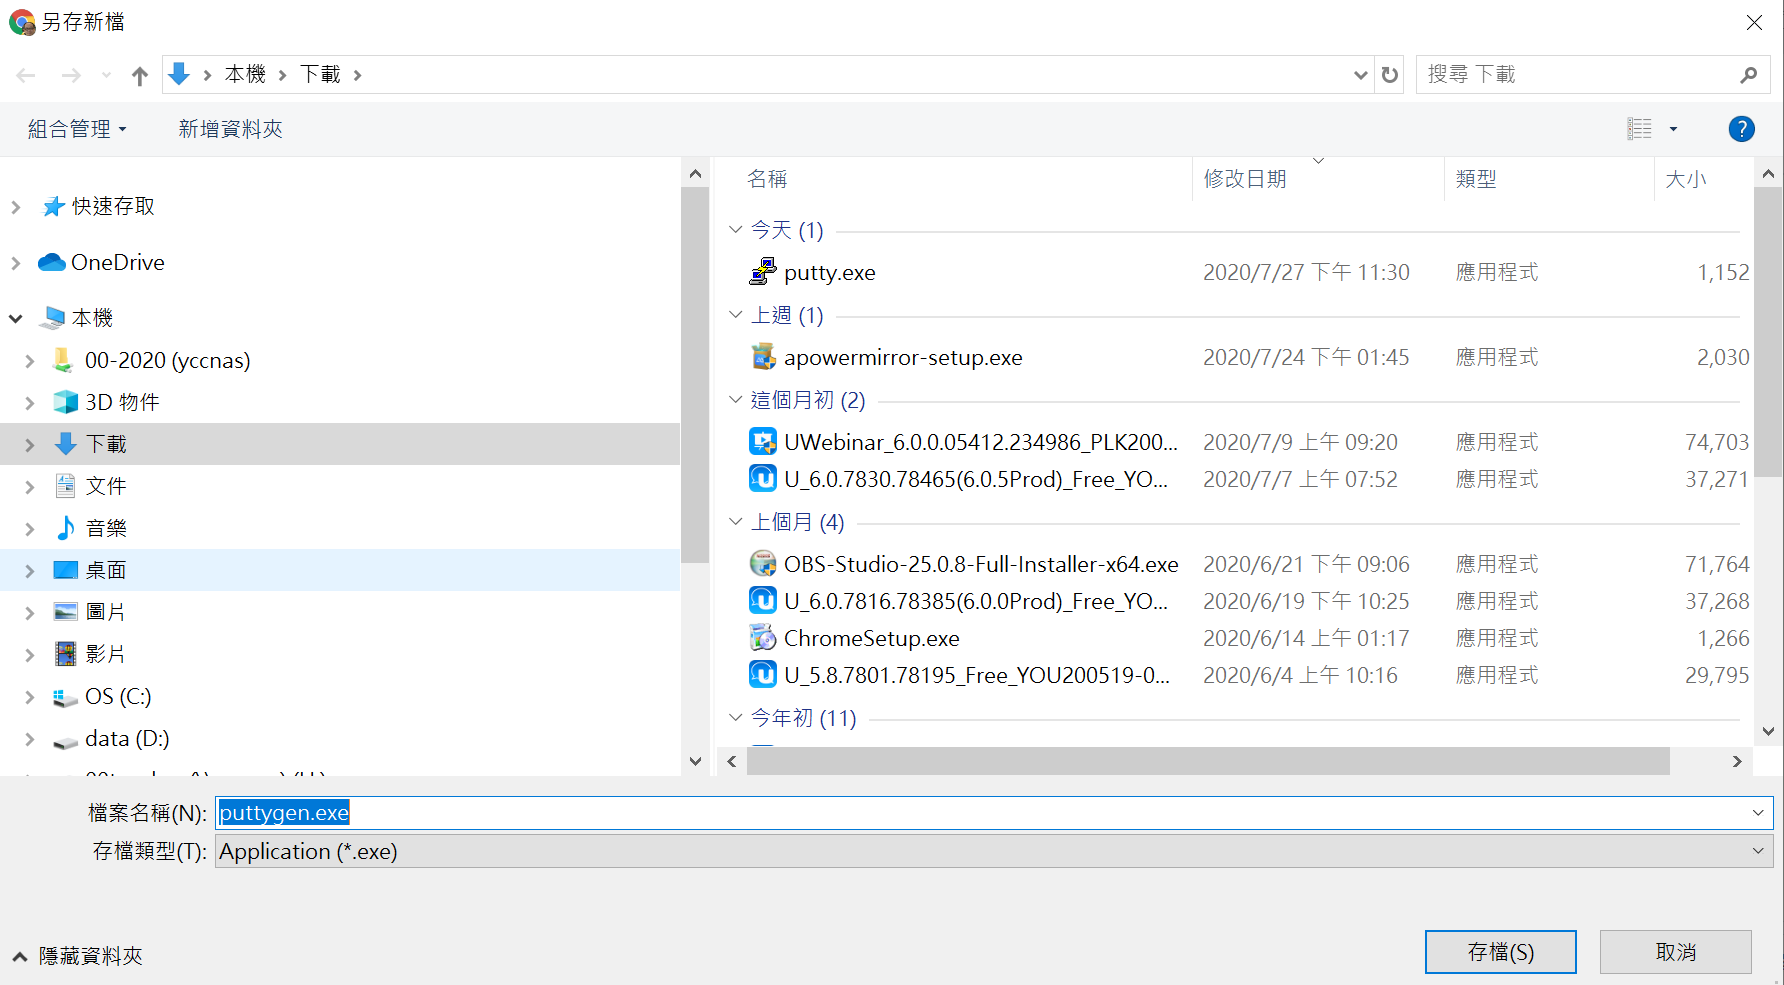 另存新檔
本機 下載
搜尋 下載
組合管理 新增資料夾
?
快速存取
OneDrive
本機
00-2020 (yccnas)
3D 物件
下載
文件
音樂
桌面
圖片
影片
OS (C:)
data (D:)
名稱 修改日期 類型 大小
今天 (1)
putty.exe 2020/7/27 下午 11:30 應用程式 1,152
上週 (1)
apowermirror-setup.exe 2020/7/24 下午 01:45 應用程式 2,030
這個月初 (2)
UWebinar_6.0.0.05412.234986_PLK200... 2020/7/9 上午 09:20 應用程式 74,703
U_6.0.7830.78465(6.0.5Prod)_Free_YO... 2020/7/7 上午 07:52 應用程式 37,271
上個月 (4)
OBS-Studio-25.0.8-Full-Installer-x64.exe 2020/6/21 下午 09:06 應用程式 71,764
U_6.0.7816.78385(6.0.0Prod)_Free_YO... 2020/6/19 下午 10:25 應用程式 37,268
ChromeSetup.exe 2020/6/14 上午 01:17 應用程式 1,266
U_5.8.7801.78195_Free_YOU200519-0... 2020/6/4 上午 10:16 應用程式 29,795
今年初 (11)
檔案名稱(N): puttygen.exe
存檔類型(T): Application (*.exe)
隱藏資料夾
存檔(S) 取消